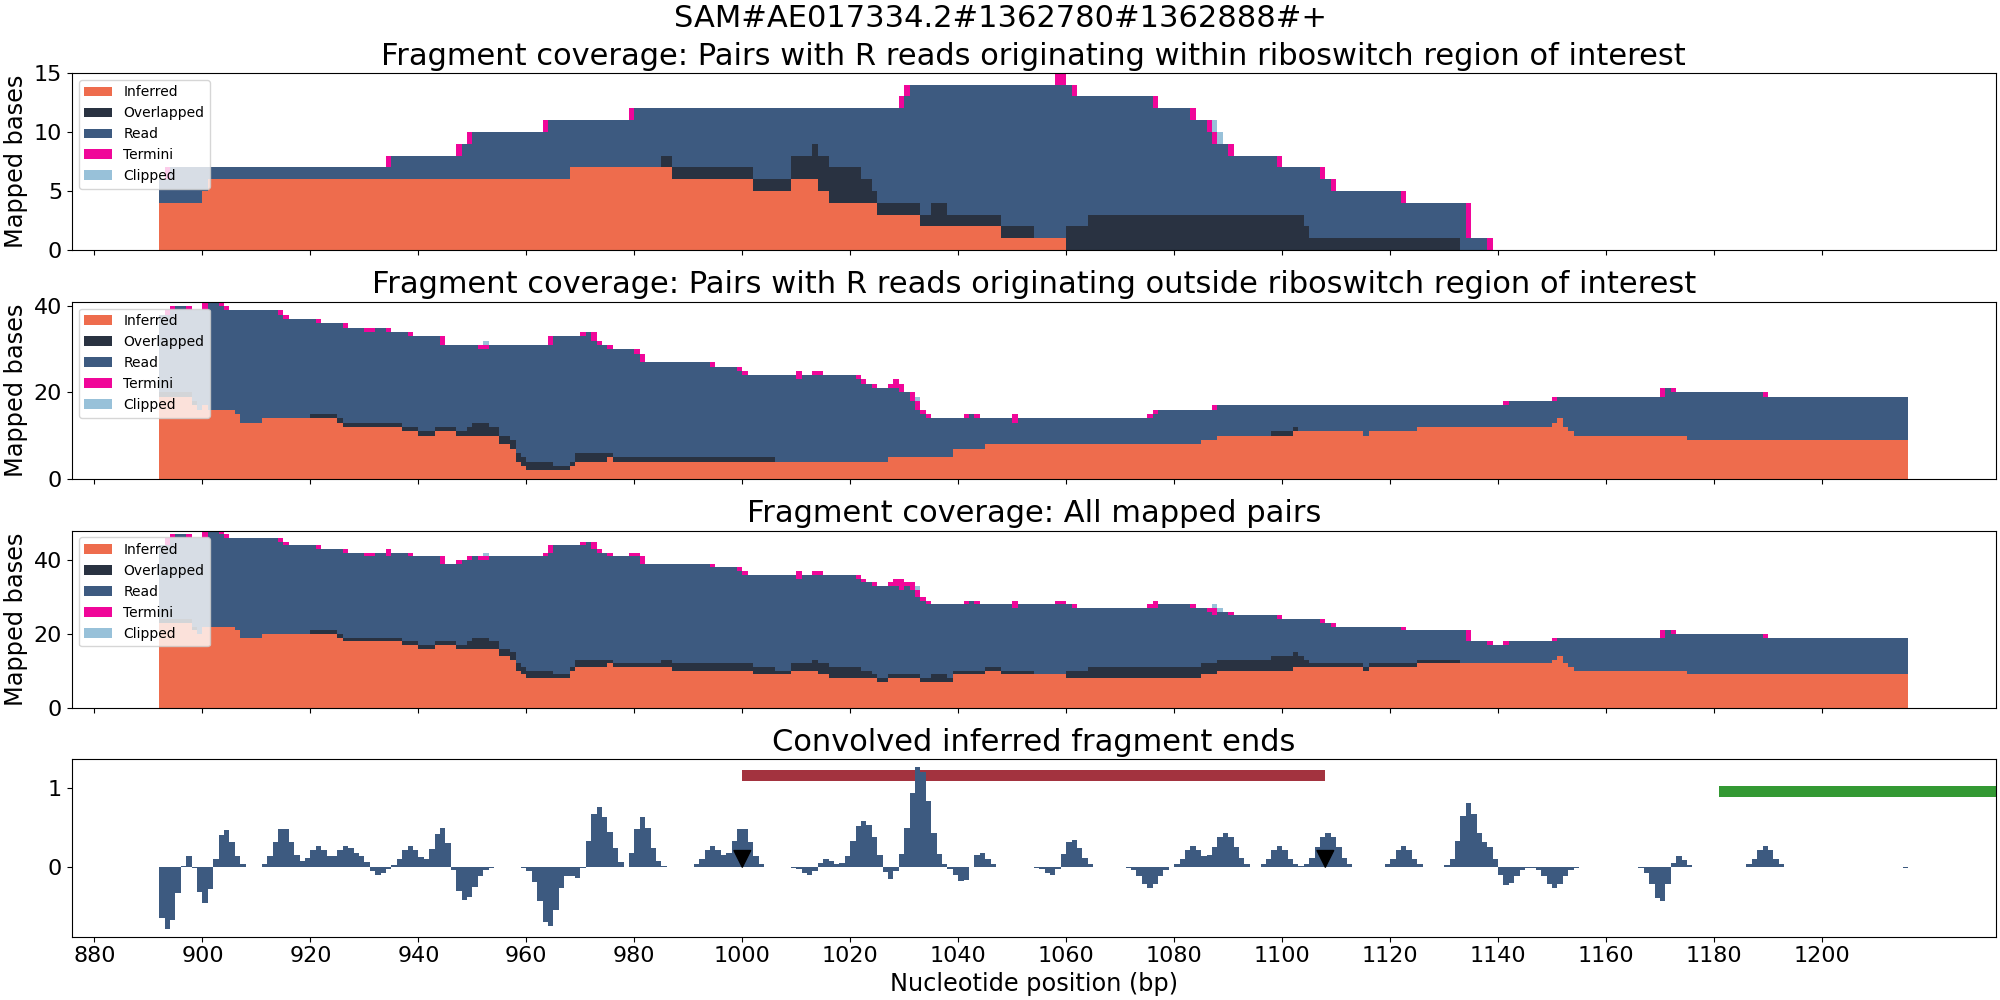 SAM#AE017334.2#1362780#1362888#+
Fragment coverage: Pairs with R reads originating within riboswitch region of interest
Mapped bases
15
10
5
0
Inferred
Overlapped
Read
Termini
Clipped
Fragment coverage: Pairs with R reads originating outside riboswitch region of interest
Mapped bases
40
20
0
Inferred
Overlapped
Read
Termini
Clipped
Fragment coverage: All mapped pairs
Mapped bases
40
20
0
Inferred
Overlapped
Read
Termini
Clipped
Convolved inferred fragment ends
1
0
880 900 920 940 960 980 1000 1020 1040 1060 1080 1100 1120 1140 1160 1180 1200
Nucleotide position (bp)